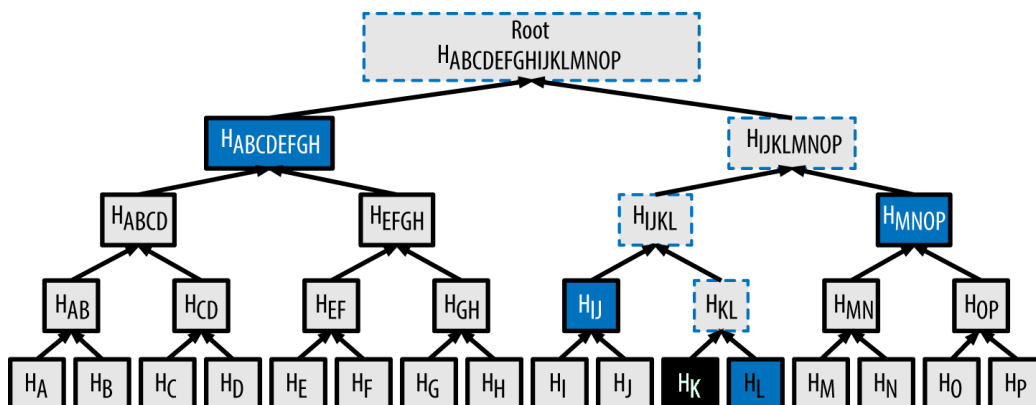 Root
HABCDEFGHIJKLMNOP
HABCDEFGH HIJKLMNOP
HABCD HEFGH HIJKL HMNOP
HAB HCD HEF HGH HIJ HKL HMN HOP
HA HB HC HD HE HF HG HH HI HJ HK HL HM HN HO HP